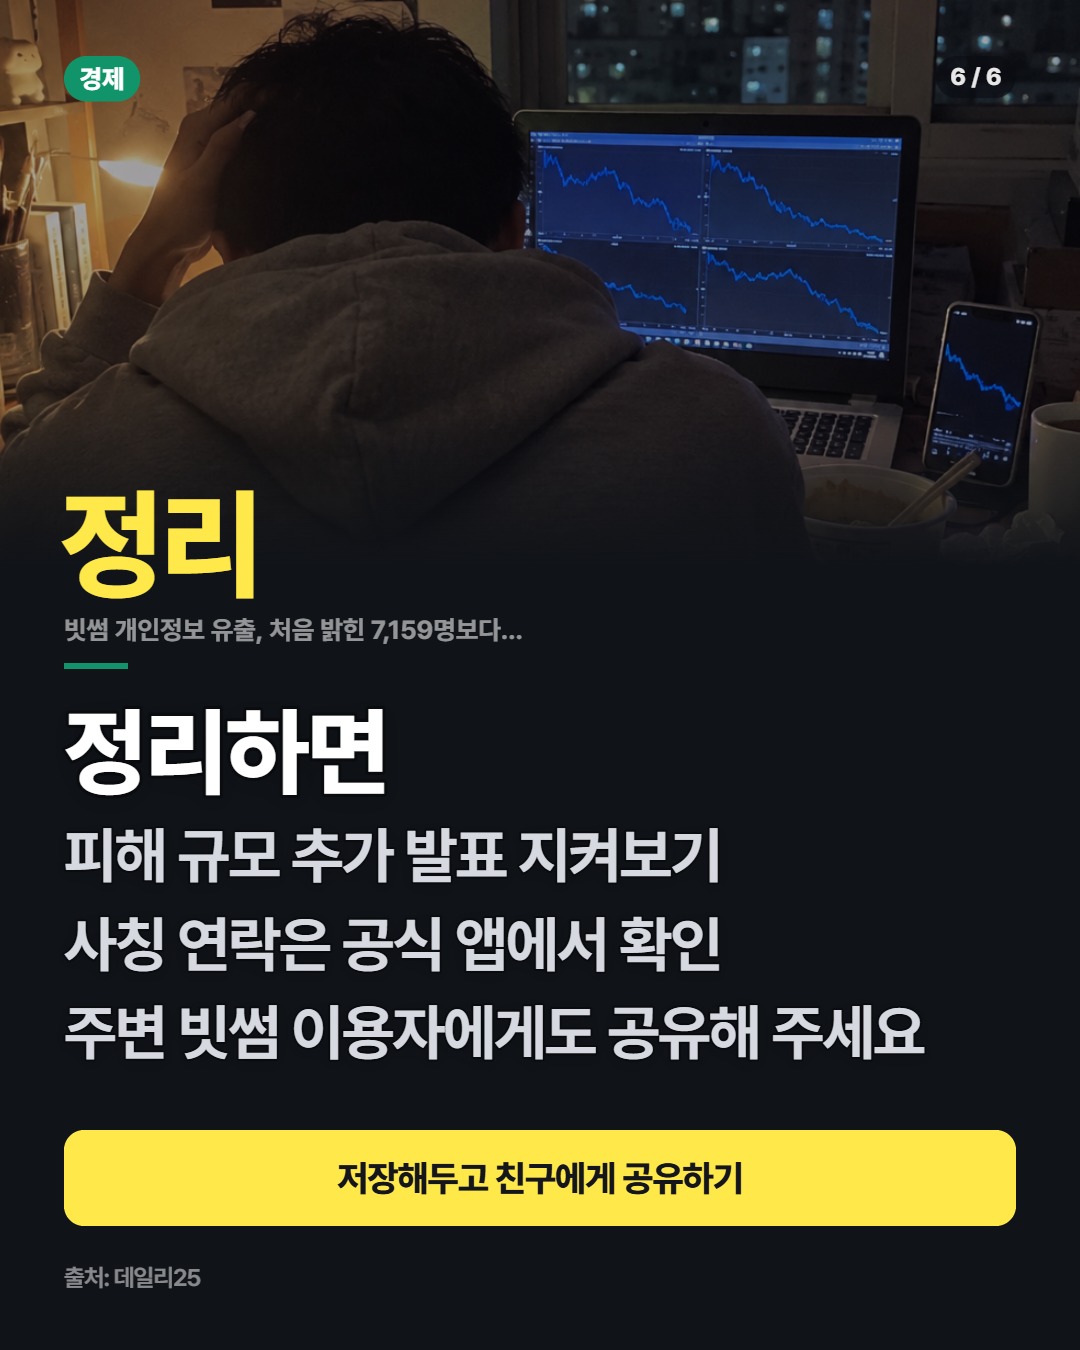 경제
6 / 6
정리
빗썸 개인정보 유출, 처음 밝힌 7,159명보다...
정리하면
피해 규모 추가 발표 지켜보기
사칭 연락은 공식 앱에서 확인
주변 빗썸 이용자에게도 공유해 주세요
저장해두고 친구에게 공유하기
출처: 데일리25